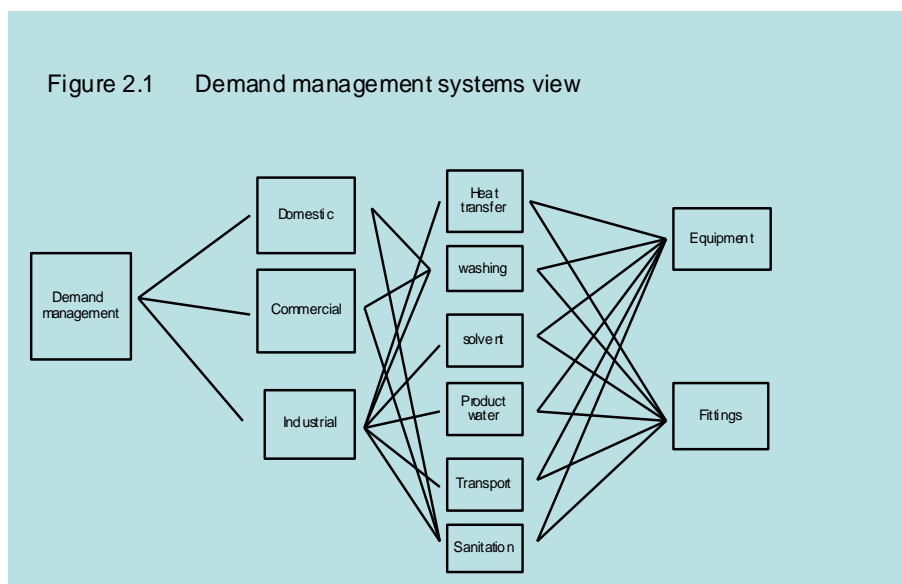 Figure 2.1 Demand management systems view
Heat
transfer
Domestic
Equipment
washing
Demand
management
Commercial
solvent
Product
water
Industrial
Fittings
Transport
Sanitation